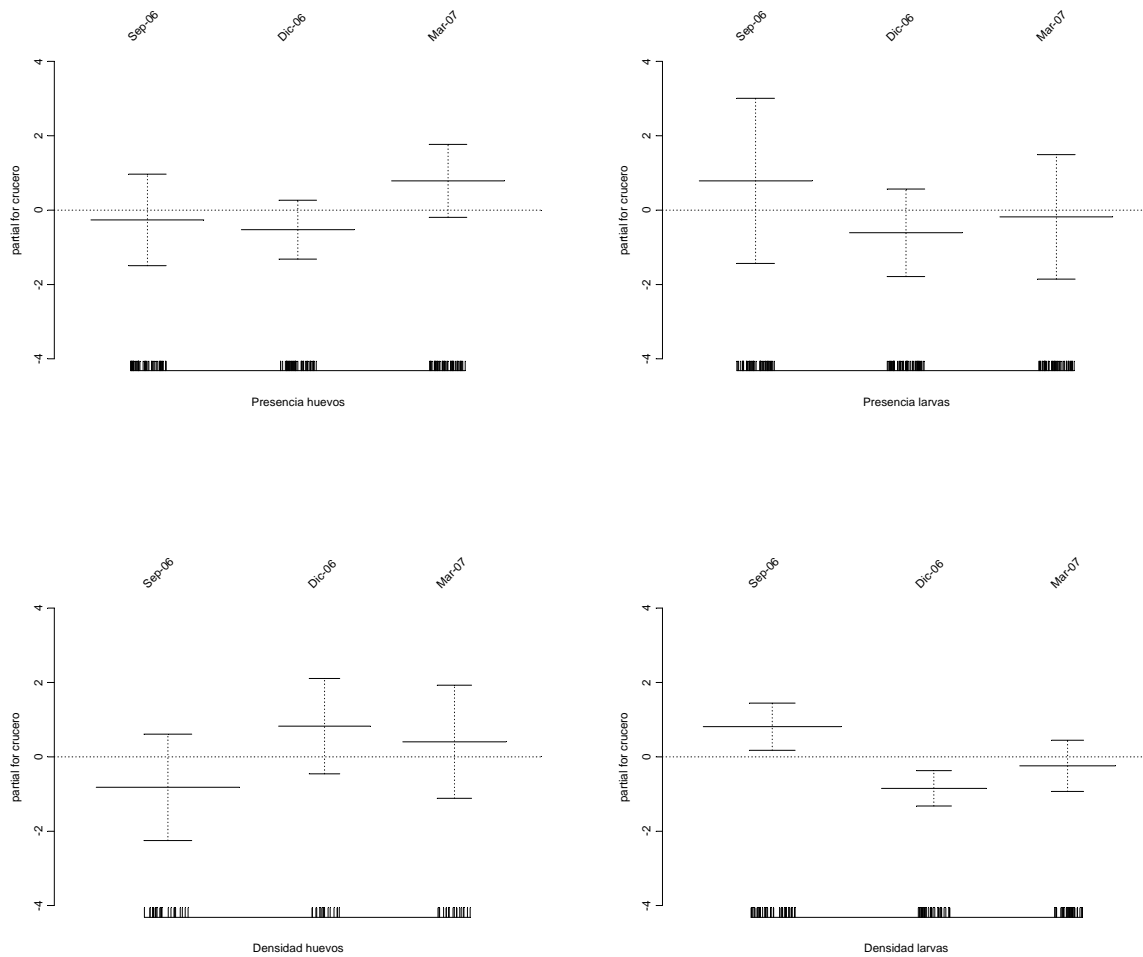 Sep-06 Dic-06 Mar-07
partial for crucero
4
2
0
-2
-4
Presencia huevos
Sep-06 Dic-06 Mar-07
partial for crucero
4
2
0
-2
-4
Presencia larvas
Sep-06 Dic-06 Mar-07
partial for crucero
4
2
0
-2
-4
Densidad huevos
Sep-06 Dic-06 Mar-07
partial for crucero
4
2
0
-2
-4
Densidad larvas